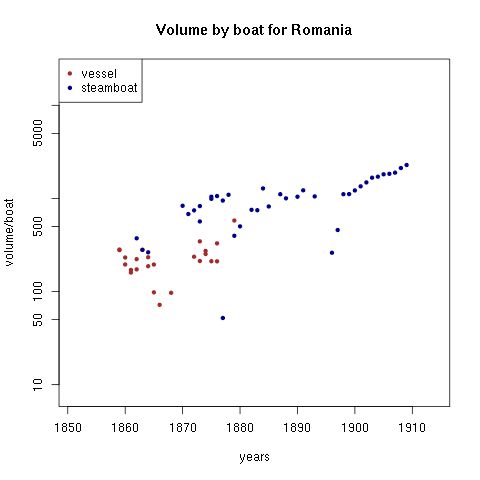 Volume by boat for Romania
vessel
steamboat
volume/boat
5000
500
100
50
10
1850 1860 1870 1880 1890 1900 1910
years